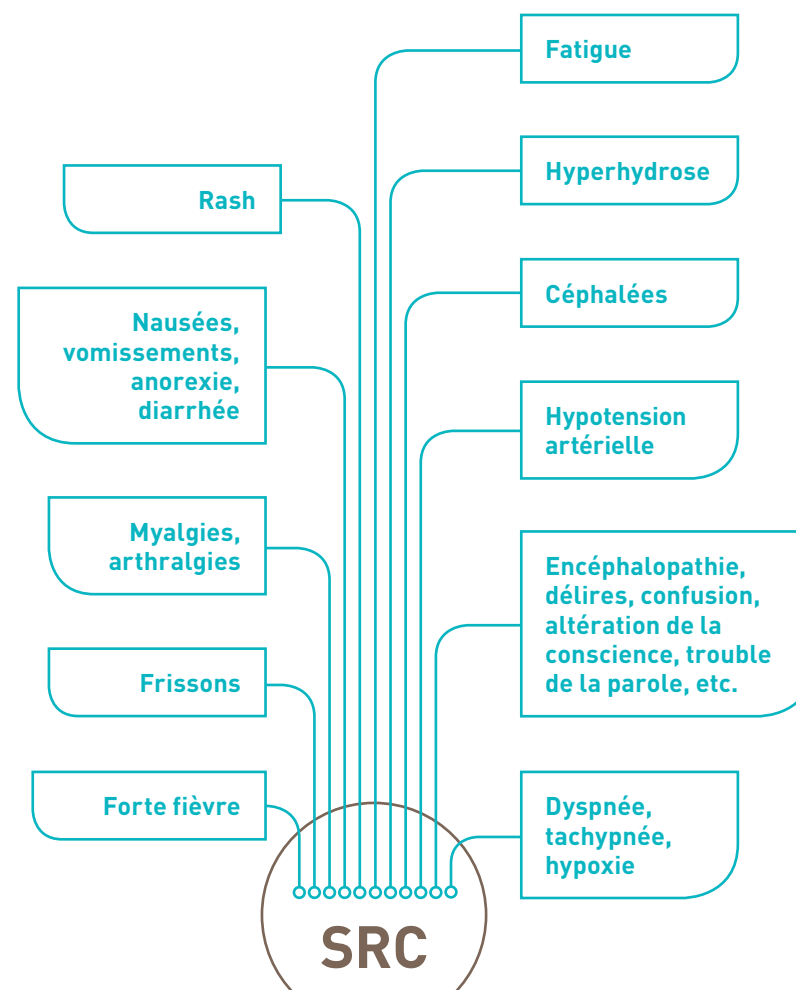 Fatigue
Hyperhydrose
Rash
Céphalées
Nausées,
vomissements,
anorexie,
diarrhée
Hypotension
artérielle
Myalgies,
arthralgies
Encéphalopathie,
délires, confusion,
altération de la
conscience, trouble
de la parole, etc.
Frissons
Forte fièvre
Dyspnée,
tachypnée,
hypoxie
SRC